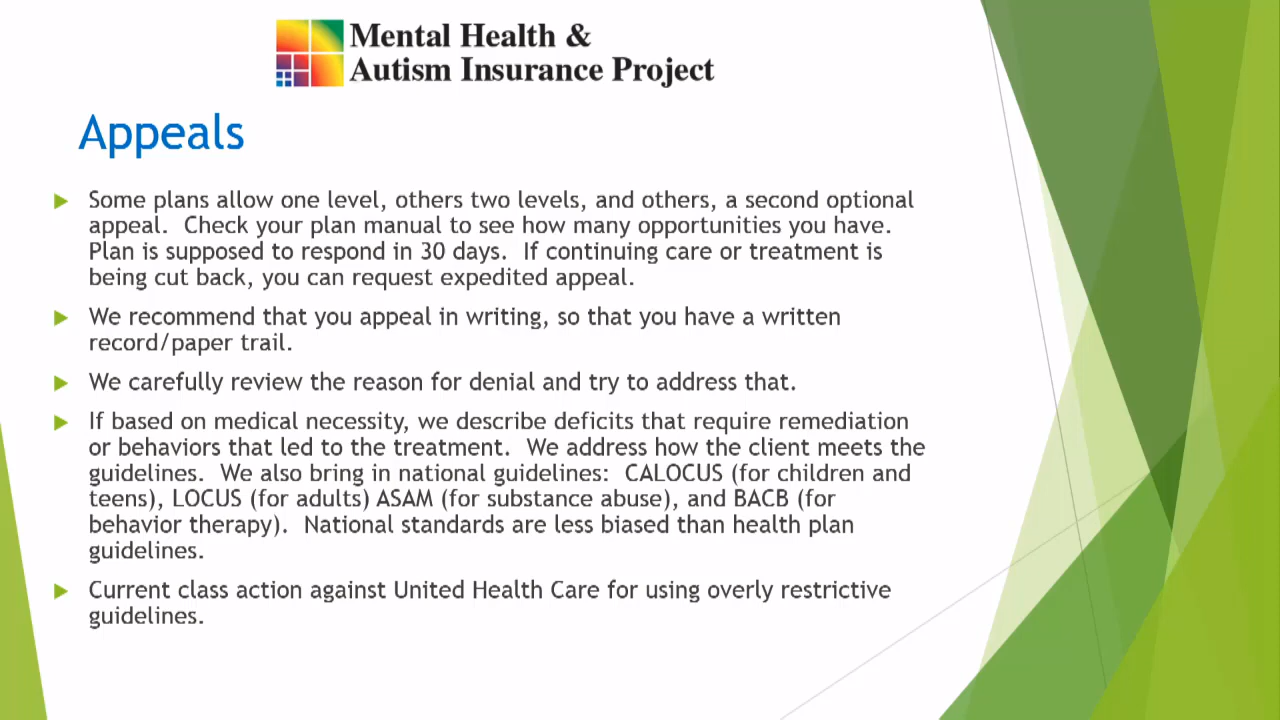 Mental Health &
Autism Insurance Project
Appeals
Some plans allow one level, others two levels, and others, a second optional
appeal.  Check your plan manual to see how many opportunities you have.
Plan is supposed to respond in 30 days.  If continuing care or treatment is
being cut back, you can request expedited appeal.
We recommend that you appeal in writing, so that you have a written
record/paper trail.
We carefully review the reason for denial and try to address that.
If based on medical necessity, we describe deficits that require remediation
or behaviors that led to the treatment.  We address how the client meets the
guidelines.  We also bring in national guidelines:  CALOCUS (for children and
teens), LOCUS (for adults) ASAM (for substance abuse), and BACB (for
behavior therapy).  National standards are less biased than health plan
guidelines.
Current class action against United Health Care for using overly restrictive
guidelines.